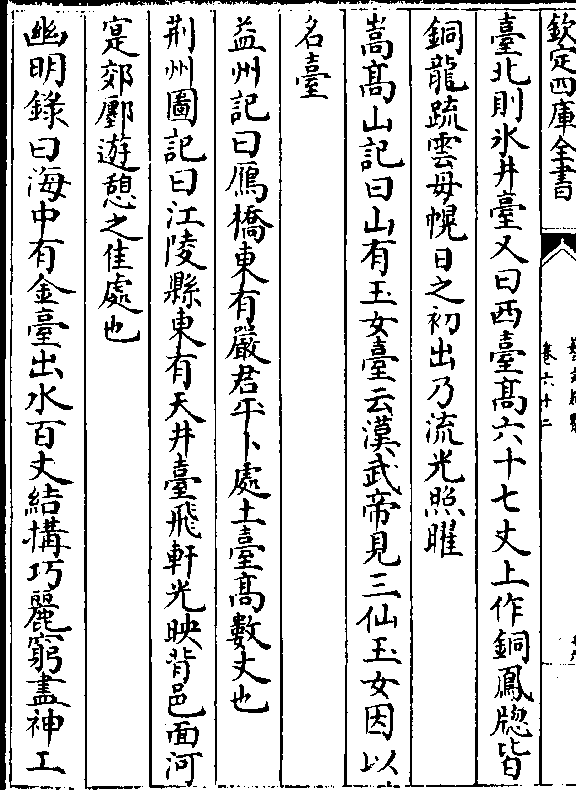 欽定四庫全書
卷六十二
臺北則氷井臺又曰西臺髙六十七丈上作銅鳳牕皆
銅龍疏雲母幌日之初出乃流光照曜
嵩髙山記曰山有玉女臺云漢武帝見三仙玉女因以
名臺
益州記曰鴈橋東有嚴君平卜處土臺髙數丈也
荆州圖記曰江陵縣東有天井臺飛軒光映背邑面河
寔郊鄽遊憩之佳處也
幽明錄曰海中有金臺出水百丈結構巧麗窮盡神工